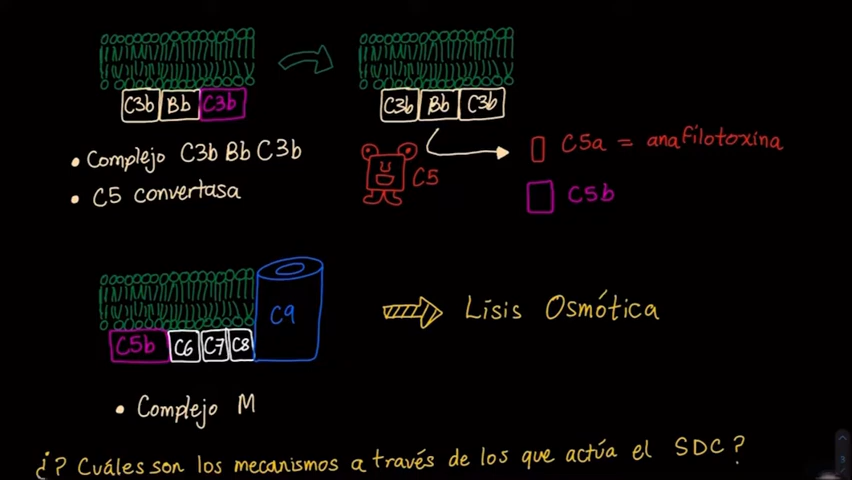 C3b Bb C3b
C3b Bb C3b
• Complejo C3b Bb C3b
• C5 convertasa
C5
C5a = anafilotoxina
C5b
C9
C5b C6 C7 C8
Lisis Osmótica
• Complejo M
¿? Cuáles son los mecanismos a través de los que actúa el SDC?
3